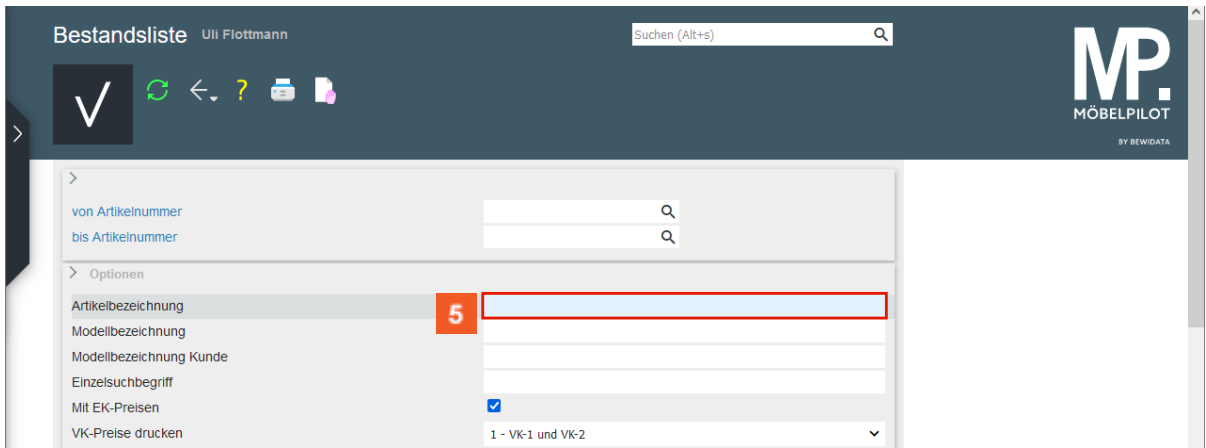 Bestandsliste Uli Flottmann
Suchen (Alt+s)
MP.
MÖBELPILOT
BY BEWIDATA
von Artikelnummer
bis Artikelnummer
Optionen
Artikelbezeichnung
5
Modellbezeichnung
Modellbezeichnung Kunde
Einzelsuchbegriff
Mit EK-Preisen
VK-Preise drucken 1 - VK-1 und VK-2